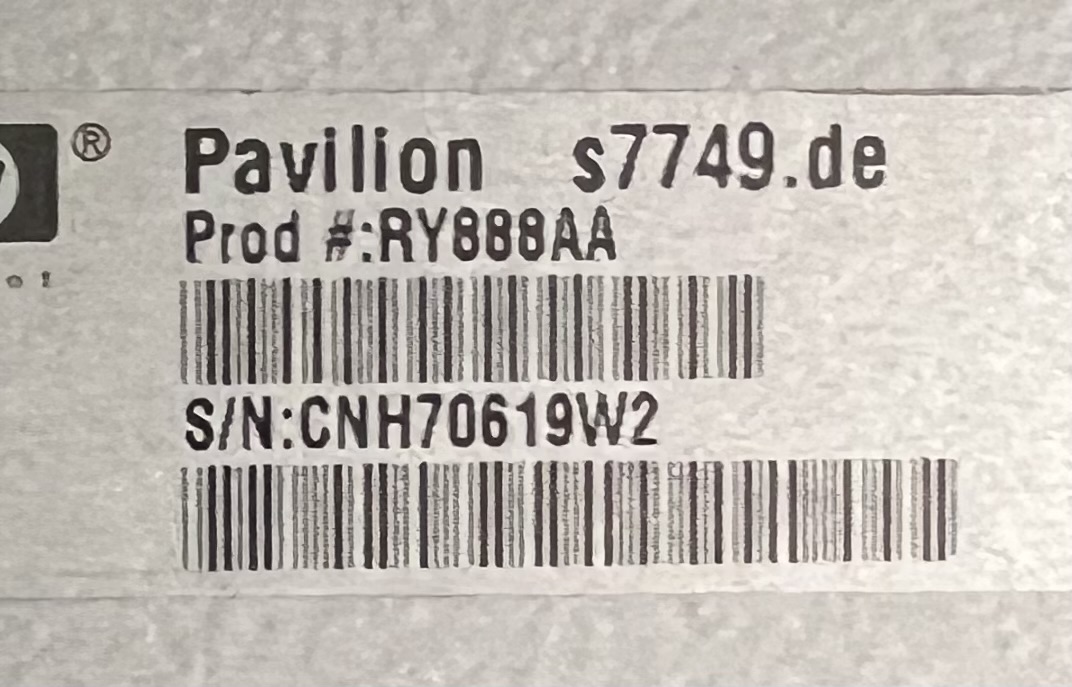 ®
Pavilion s7749.de
Prod #:RY888AA
S/N:CNH70619W2